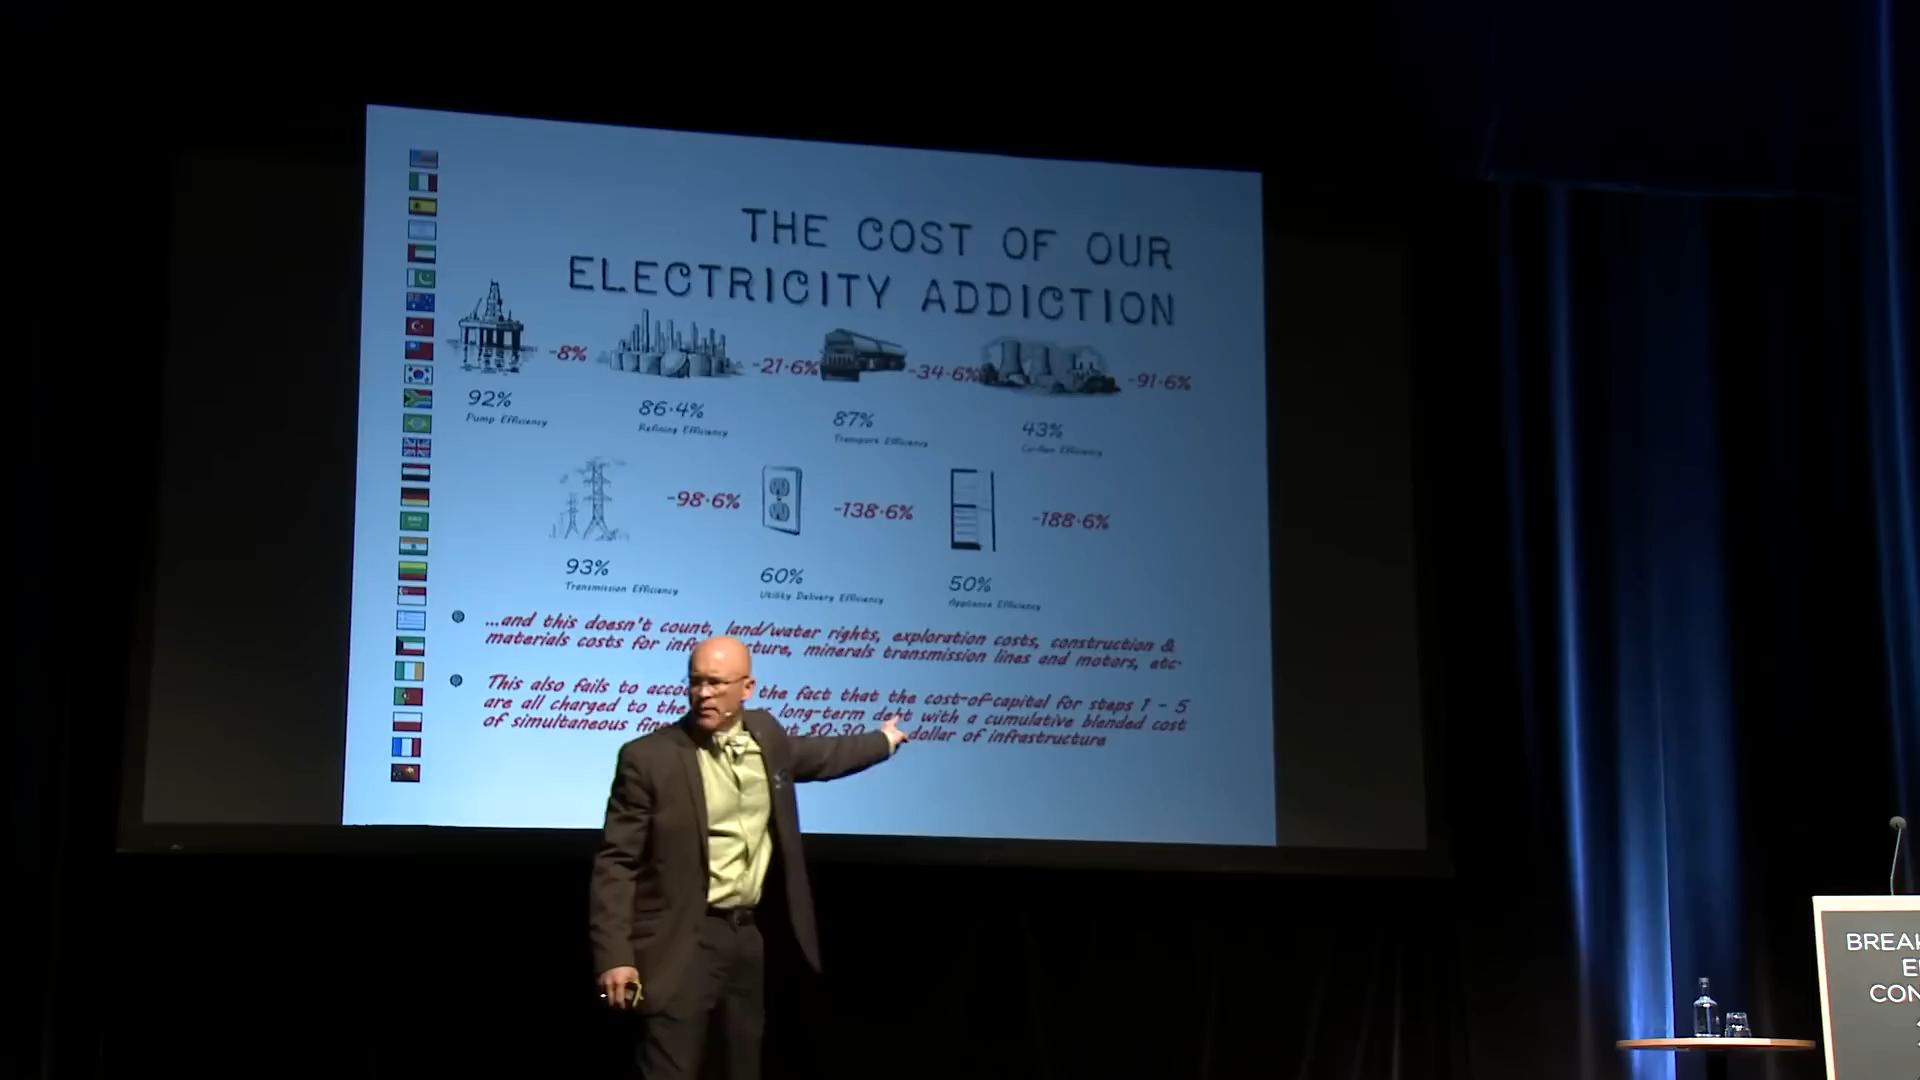 THE COST OF OUR
ELECTRICITY ADDICTION
-8%
-21.6%
-34.6%
-91.6%
92%
Pump Efficiency
86.4%
Refining Efficiency
87%
Transport Efficiency
43%
Efficiency
-98.6%
-138.6%
-188.6%
93%
Transmission Efficiency
60%
Utility Delivery Efficiency
50%
Appliance Efficiency
...and this doesn't count, land/water rights, exploration costs, construction &
materials costs for minerals transmission lines and motors, etc.
This also fails to the fact that the cost-of-capital for steps 1 - 5
are all charged to the long-term debt with a cumulative blended cost
of simultaneous $0.30 dollar of infrastructure
BREAK
E
CON